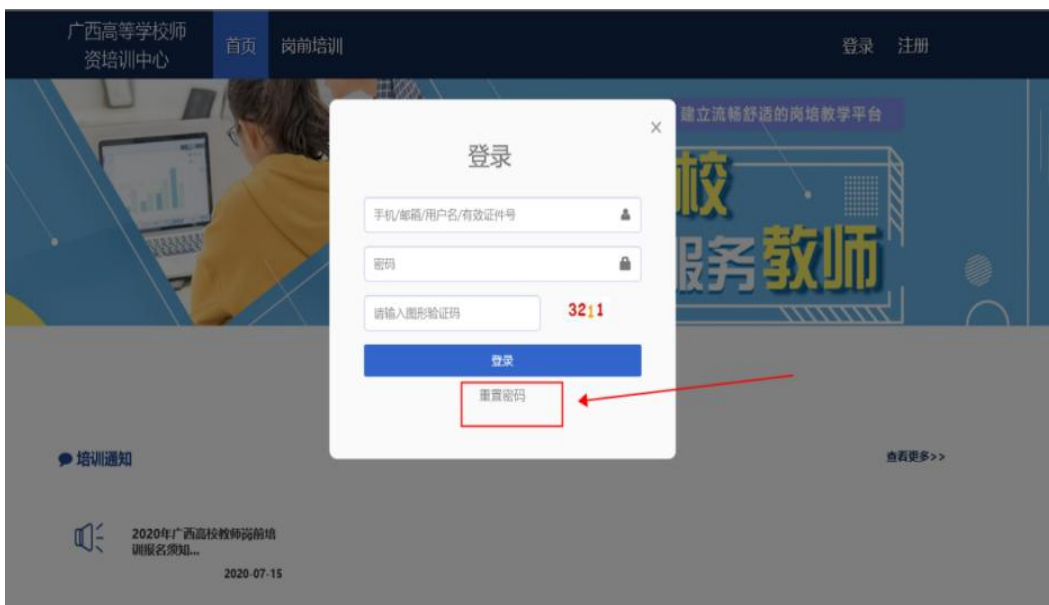 广西高等学校师
资培训中心
首页
岗前培训
登录
注册
建立流畅舒适的岗培教学平台
校
服务教师
×
登录
手机/邮箱/用户名/有效证件号
密码
请输入图形验证码
3211
登录
重置密码
培训通知
查看更多>>
2020年广西高校教师岗前培
训报名须知...
2020-07-15